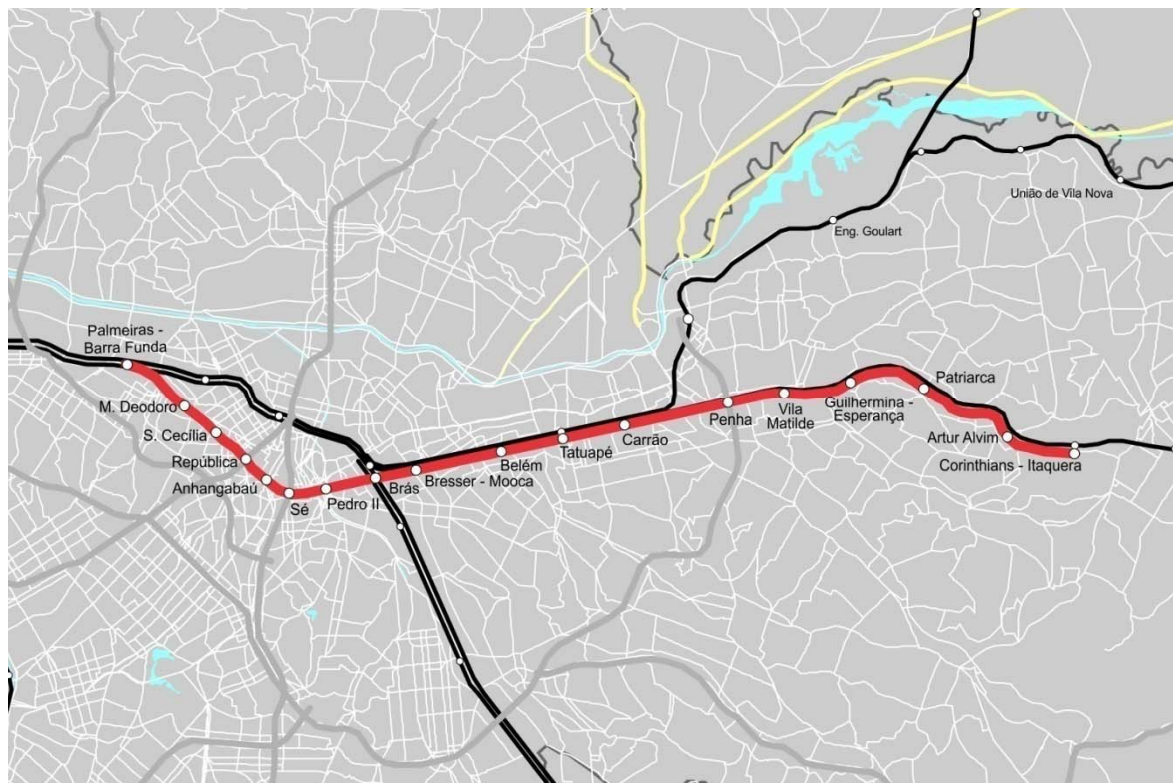 União de Vila Nova
Eng. Goulart
Palmeiras -
Barra Funda
M. Deodoro
S. Cecília
República
Anhangabaú
Sé
Pedro II
Brás
Bresser - Mooca
Belém
Tatuapé
Carrão
Penha
Vila
Matilde
Guilhermina -
Esperança
Patriarca
Artur Alvim
Corinthians - Itaquera